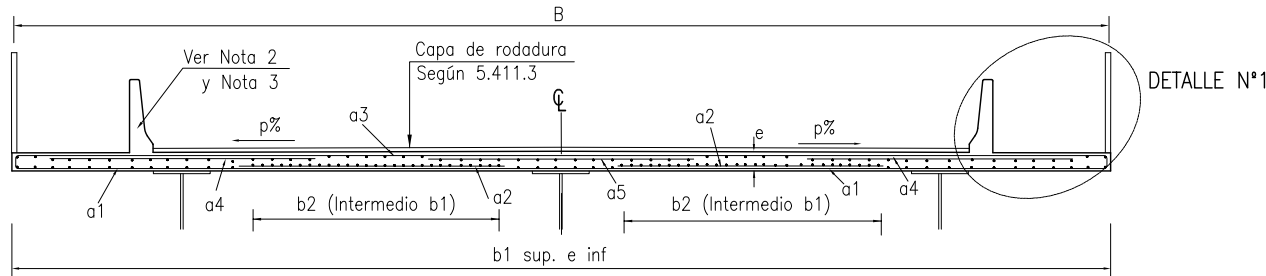 B
Ver Nota 2
y Nota 3
Capa de rodadura
Según 5.411.3
DETALLE N°1
℄
p%
a3
a2
e
p%
a1
a4
a2
a5
a1
a4
b2 (Intermedio b1)
b2 (Intermedio b1)
b1 sup. e inf